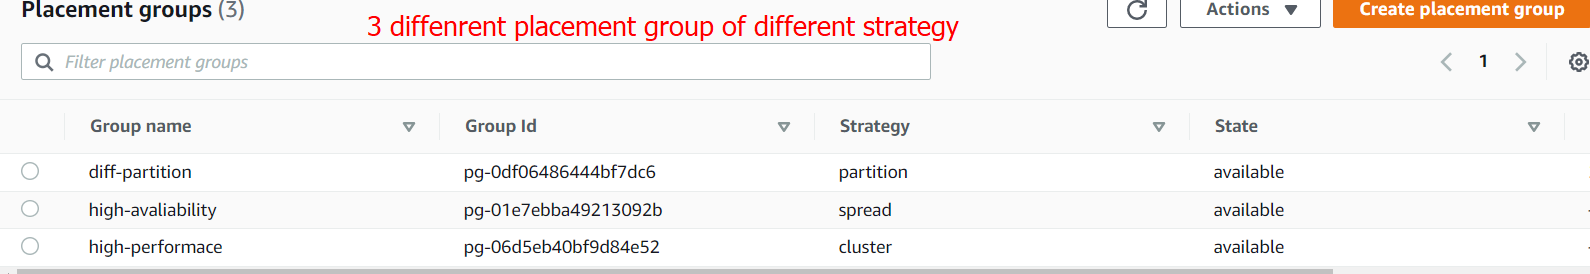 Placement groups (3)
3 diffenrent placement group of different strategy
Actions
Create placement group
Filter placement groups
1
Group name Group Id Strategy State
diff-partition pg-0df06486444bf7dc6 partition available
high-avaliability pg-01e7ebba49213092b spread available
high-performace pg-06d5eb40bf9d84e52 cluster available